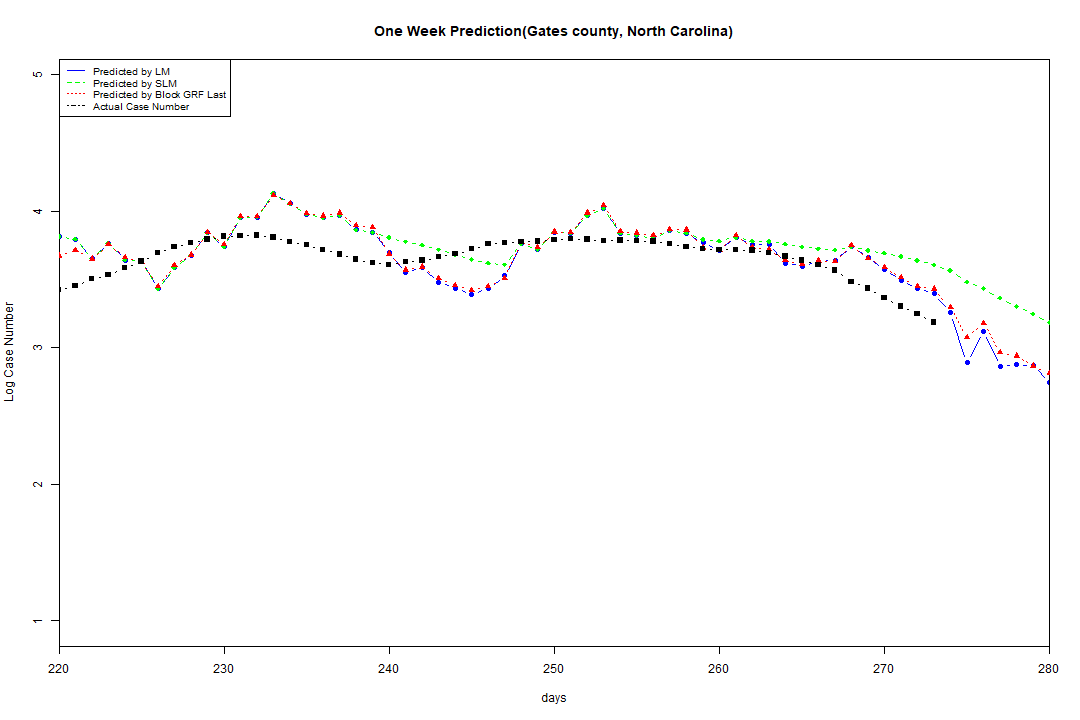 One Week Prediction(Gates county, North Carolina)
Predicted by LM
Predicted by SLM
Predicted by Block GRF Last
Actual Case Number
5
4
3
2
1
Log Case Number
220 230 240 250 260 270 280
days